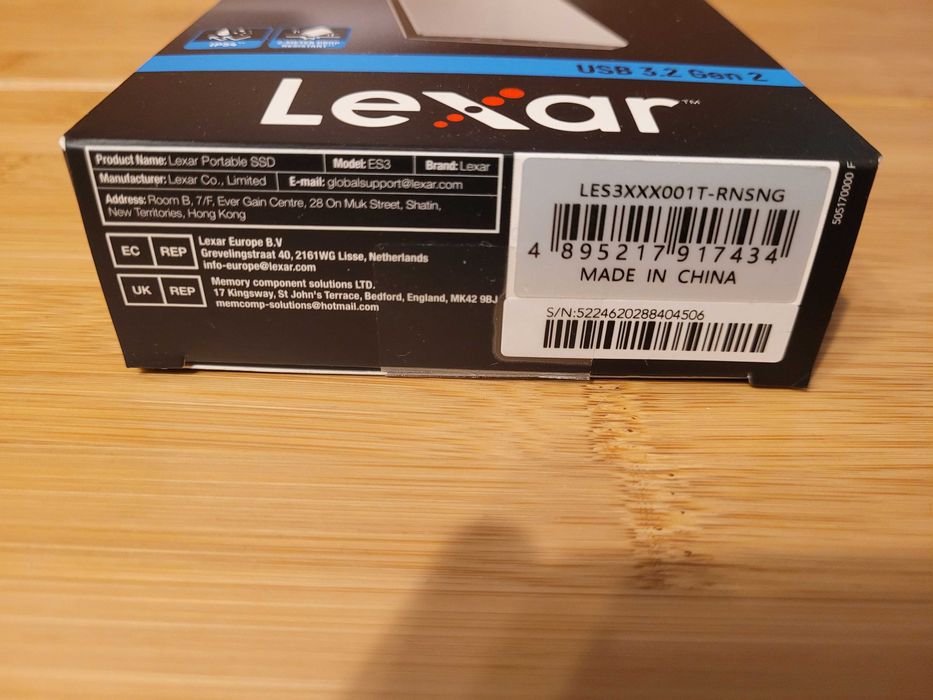 IP54
USB 3.2 Gen 2
Lexar™
Product Name: Lexar Portable SSD
Model: ES3
Brand: Lexar
Manufacturer: Lexar Co., Limited
E-mail: globalsupport@lexar.com
Address: Room B, 7/F, Ever Gain Centre, 28 On Muk Street, Shatin,
New Territories, Hong Kong
EC REP
Lexar Europe B.V
Grevelingstraat 40, 2161WG Lisse, Netherlands
info-europe@lexar.com
UK REP
Memory component solutions LTD.
17 Kingsway, St John's Terrace, Bedford, England, MK42 9BJ
memcomp-solutions@hotmail.com
LES3XXX001T-RNSNG
4 895217 917434
MADE IN CHINA
S/N:5224620288404506
505170000 F